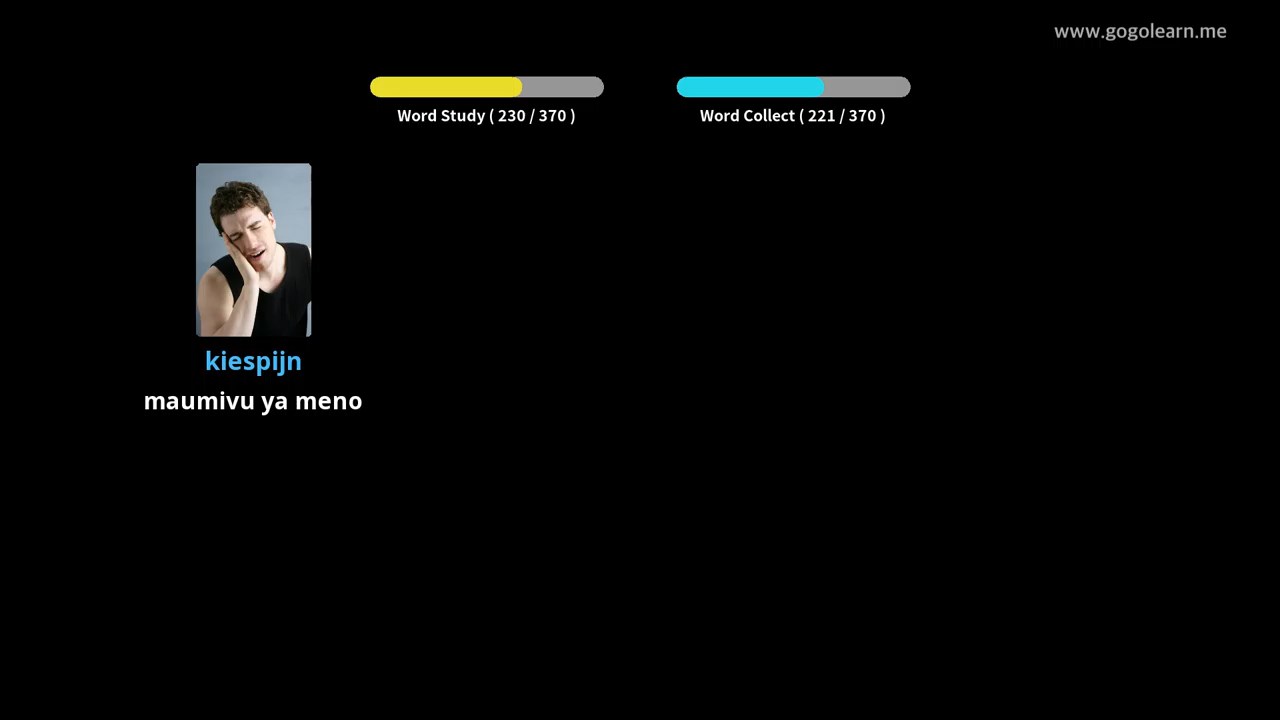 www.gogolearn.me
Word Study ( 230 / 370 )
Word Collect ( 221 / 370 )
kiespijn
maumivu ya meno